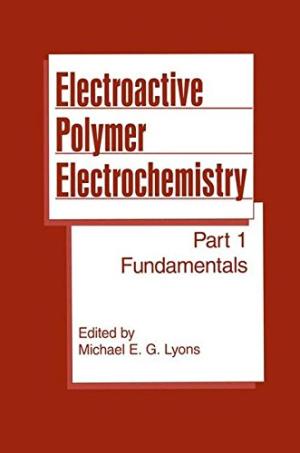 Electroactive
Polymer
Electrochemistry
Part 1
Fundamentals
Edited by
Michael E. G. Lyons